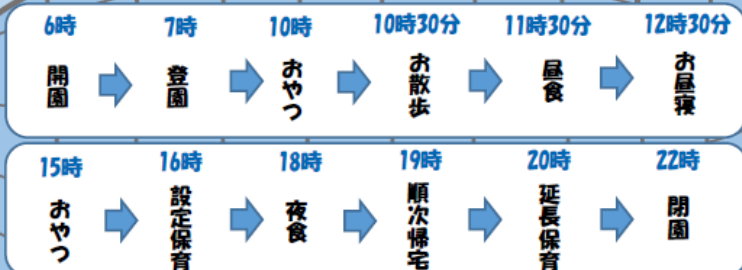 6時 7時 10時 10時30分 11時30分 12時30分
開園 登園 おやつ お散歩 昼食 お昼寝
15時 16時 18時 19時 20時 22時
おやつ 設定保育 夜食 順次帰宅 延長保育 閉園